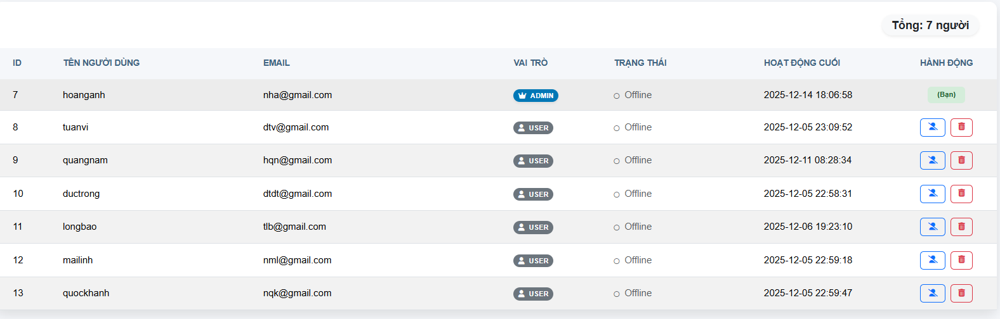 Tổng: 7 người
ID TÊN NGƯỜI DÙNG EMAIL VAI TRÒ TRẠNG THÁI HOẠT ĐỘNG CUỐI HÀNH ĐỘNG
7 hoanganh nha@gmail.com ADMIN Offline 2025-12-14 18:06:58 (Bạn)
8 tuanvi dtv@gmail.com USER Offline 2025-12-05 23:09:52
9 quangnam hqn@gmail.com USER Offline 2025-12-11 08:28:34
10 ductrong dtdt@gmail.com USER Offline 2025-12-05 22:58:31
11 longbao tlb@gmail.com USER Offline 2025-12-06 19:23:10
12 mailinh nml@gmail.com USER Offline 2025-12-05 22:59:18
13 quockhanh nqk@gmail.com USER Offline 2025-12-05 22:59:47